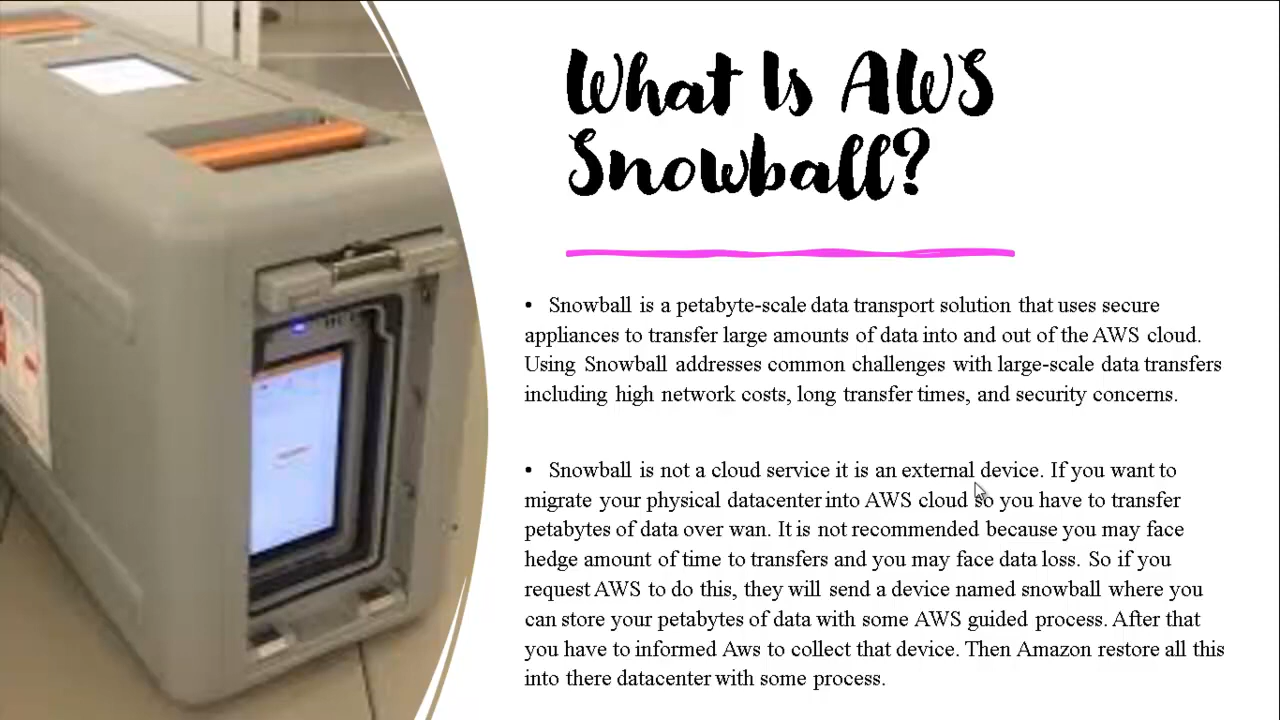 What Is AWS
Snowball?
• Snowball is a petabyte-scale data transport solution that uses secure
appliances to transfer large amounts of data into and out of the AWS cloud.
Using Snowball addresses common challenges with large-scale data transfers
including high network costs, long transfer times, and security concerns.
• Snowball is not a cloud service it is an external device. If you want to
migrate your physical datacenter into AWS cloud so you have to transfer
petabytes of data over wan. It is not recommended because you may face
hedge amount of time to transfers and you may face data loss. So if you
request AWS to do this, they will send a device named snowball where you
can store your petabytes of data with some AWS guided process. After that
you have to informed Aws to collect that device. Then Amazon restore all this
into there datacenter with some process.